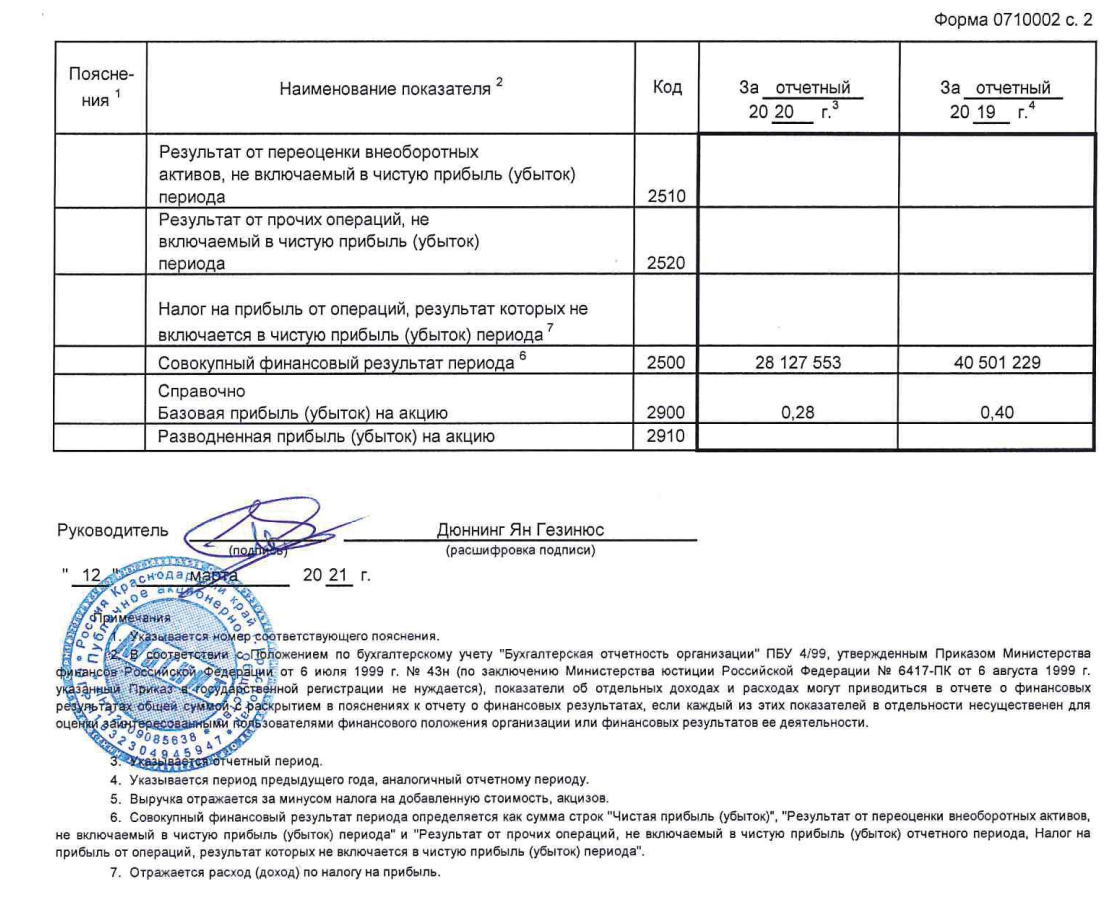 Форма 0710002 с. 2
Поясне-
ния 1
Наименование показателя 2
Код
За отчетный
20 20 г.3
За отчетный
20 19 г.4
Результат от переоценки внеоборотных
активов, не включаемый в чистую прибыль (убыток)
периода
2510
Результат от прочих операций, не
включаемый в чистую прибыль (убыток)
периода
2520
Налог на прибыль от операций, результат которых не
включается в чистую прибыль (убыток) периода 7
Совокупный финансовый результат периода 6
2500
28 127 553
40 501 229
Справочно
Базовая прибыль (убыток) на акцию
2900
0,28
0,40
Разводненная прибыль (убыток) на акцию
2910
Руководитель
Дюннинг Ян Гезинюс
(подпись)
(расшифровка подписи)
" 12 " марта 20 21 г.
Россия Краснодарский край
Публичное акционерное общество
Магнит
2309085638
Примечания
1. Указывается номер соответствующего пояснения.
2. В соответствии с Положением по бухгалтерскому учету "Бухгалтерская отчетность организации" ПБУ 4/99, утвержденным Приказом Министерства
финансов Российской Федерации от 6 июля 1999 г. № 43н (по заключению Министерства юстиции Российской Федерации № 6417-ПК от 6 августа 1999 г.
указанный Приказ в государственной регистрации не нуждается), показатели об отдельных доходах и расходах могут приводиться в отчете о финансовых
результатах общей суммой с раскрытием в пояснениях к отчету о финансовых результатах, если каждый из этих показателей в отдельности несущественен для
оценки заинтересованными пользователями финансового положения организации или финансовых результатов ее деятельности.
3. Указывается отчетный период.
4. Указывается период предыдущего года, аналогичный отчетному периоду.
5. Выручка отражается за минусом налога на добавленную стоимость, акцизов.
6. Совокупный финансовый результат периода определяется как сумма строк "Чистая прибыль (убыток)", "Результат от переоценки внеоборотных активов,
не включаемый в чистую прибыль (убыток) периода" и "Результат от прочих операций, не включаемый в чистую прибыль (убыток) отчетного периода, Налог на
прибыль от операций, результат которых не включается в чистую прибыль (убыток) периода".
7. Отражается расход (доход) по налогу на прибыль.